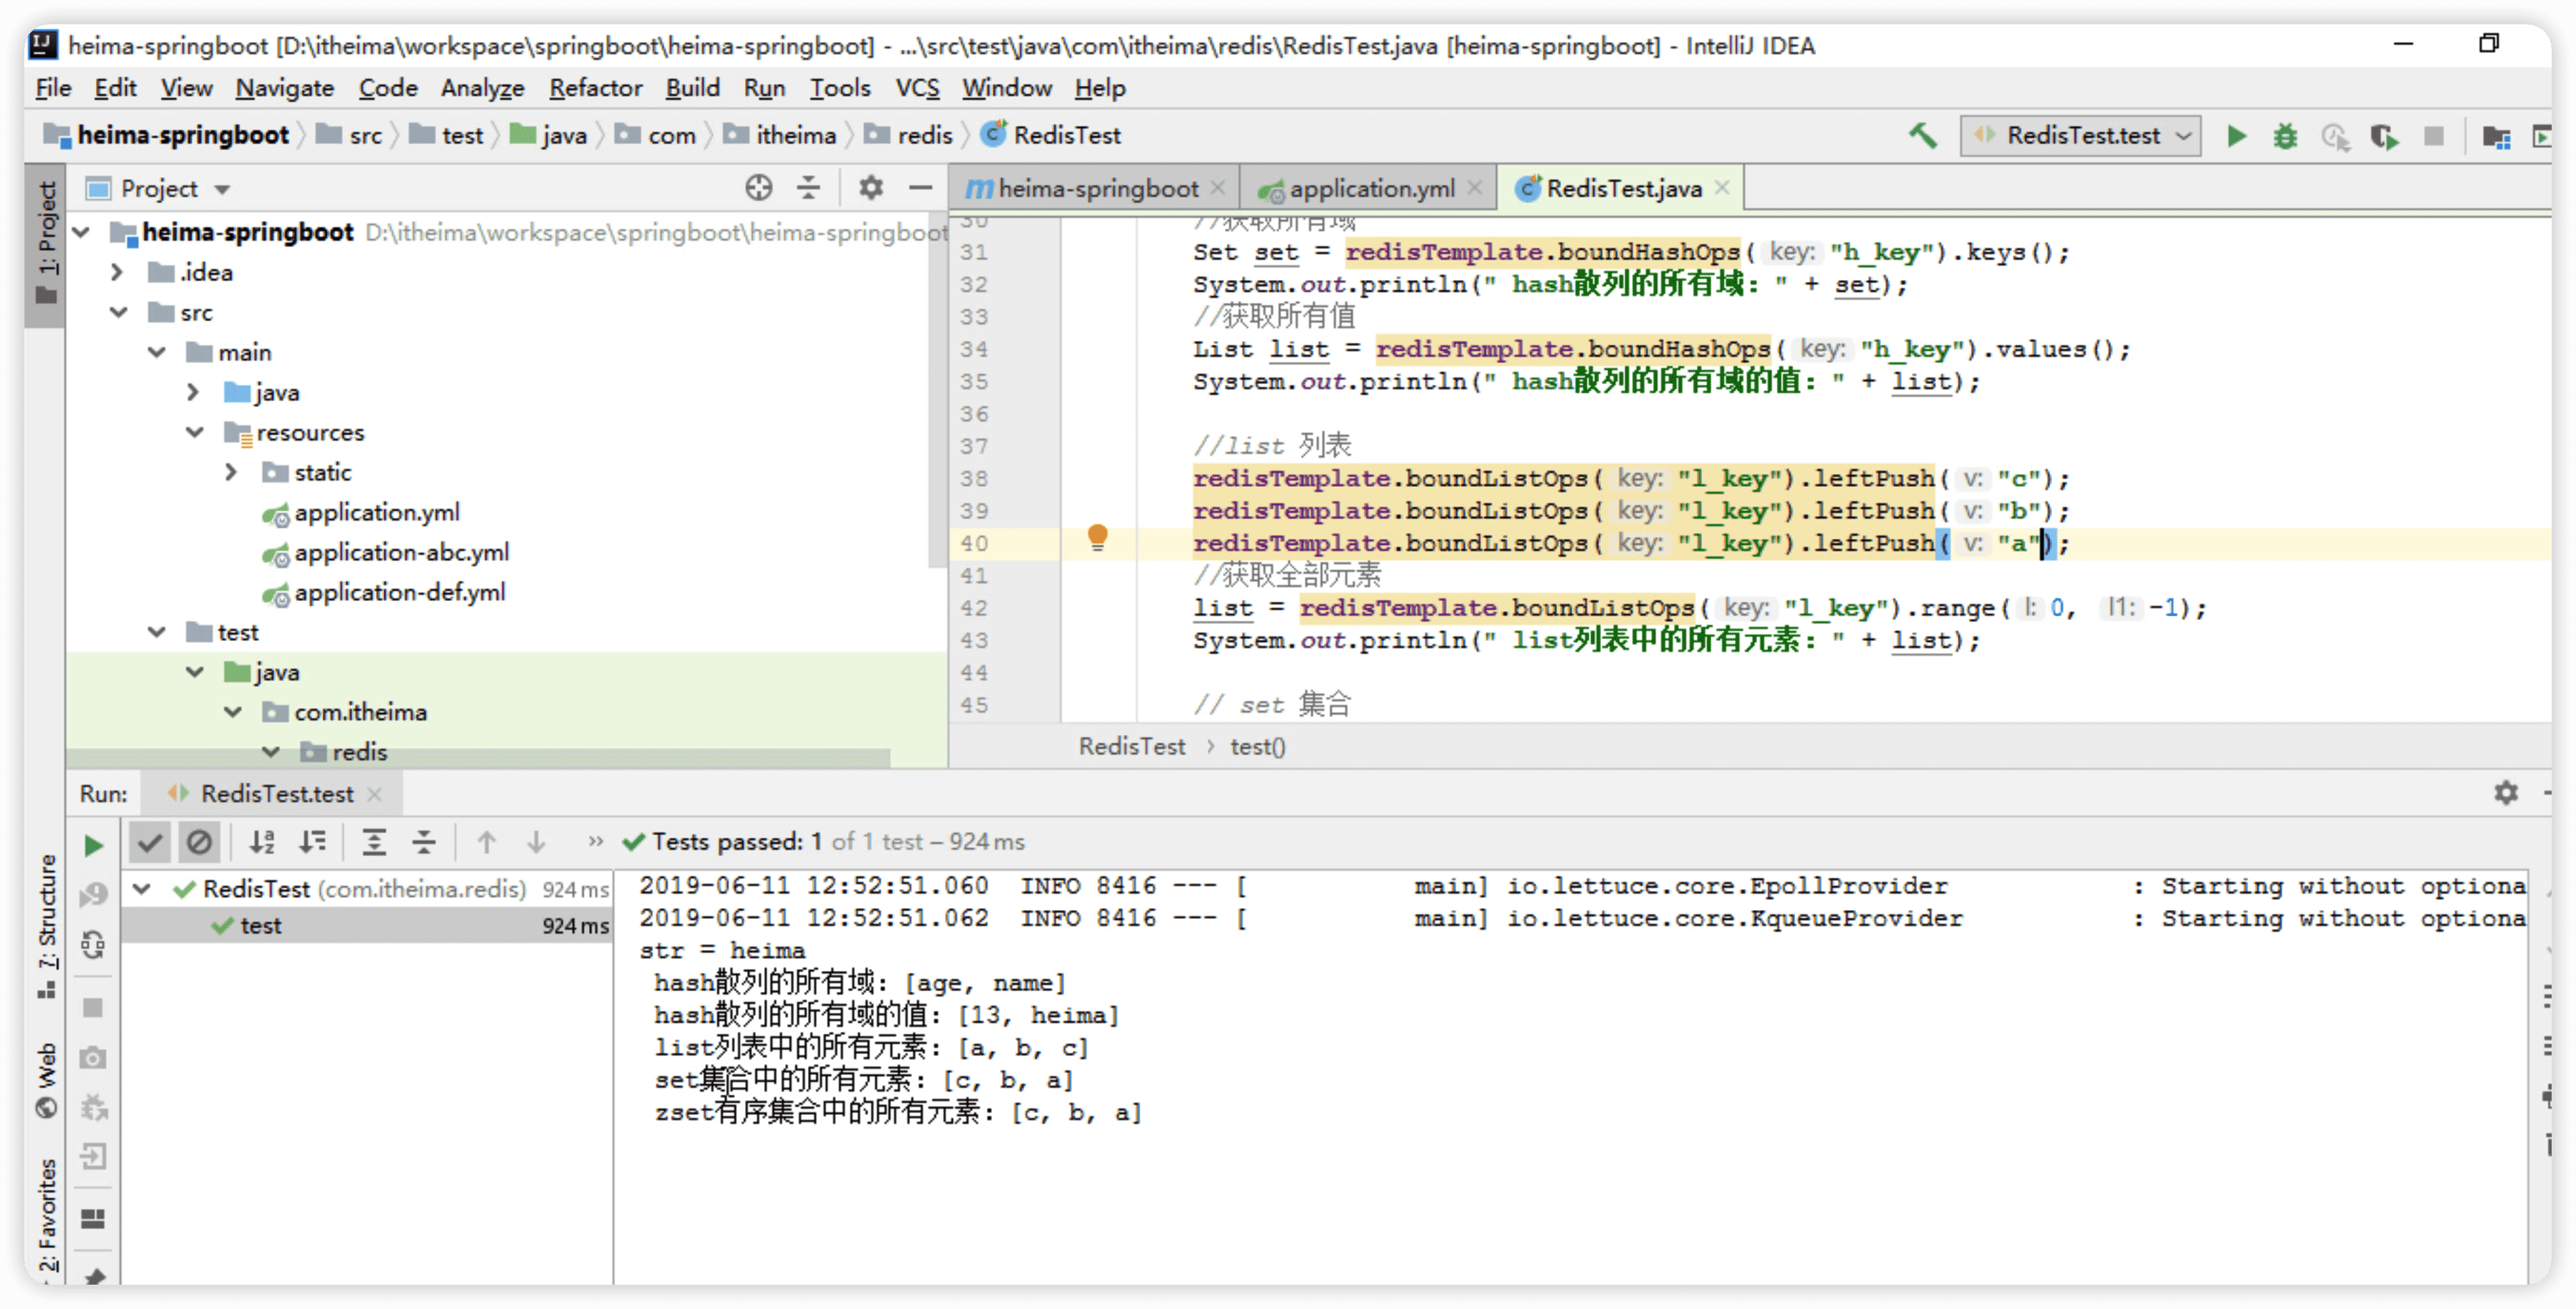 heima-springboot [D:\itheima\workspace\springboot\heima-springboot] - ...\src\test\java\com\itheima\redis\RedisTest.java [heima-springboot] - IntelliJ IDEA
File Edit View Navigate Code Analyze Refactor Build Run Tools VCS Window Help
heima-springboot src test java com itheima redis RedisTest RedisTest.test
1: Project
Project
heima-springboot D:\itheima\workspace\springboot\heima-springboot
.idea
src
main
java
resources
static
application.yml
application-abc.yml
application-def.yml
test
java
com.itheima
redis
heima-springboot application.yml RedisTest.java
30 //获取所有域
31 Set set = redisTemplate.boundHashOps( key: "h_key").keys();
32 System.out.println(" hash散列的所有域：" + set);
33 //获取所有值
34 List list = redisTemplate.boundHashOps( key: "h_key").values();
35 System.out.println(" hash散列的所有域的值：" + list);
36
37 //list 列表
38 redisTemplate.boundListOps( key: "l_key").leftPush( v: "c");
39 redisTemplate.boundListOps( key: "l_key").leftPush( v: "b");
40 redisTemplate.boundListOps( key: "l_key").leftPush( v: "a");
41 //获取全部元素
42 list = redisTemplate.boundListOps( key: "l_key").range( l: 0, l1: -1);
43 System.out.println(" list列表中的所有元素：" + list);
44
45 // set 集合
RedisTest › test()
Run: RedisTest.test
Tests passed: 1 of 1 test – 924 ms
RedisTest (com.itheima.redis) 924 ms
test 924 ms
2019-06-11 12:52:51.060 INFO 8416 --- [ main] io.lettuce.core.EpollProvider : Starting without optiona
2019-06-11 12:52:51.062 INFO 8416 --- [ main] io.lettuce.core.KqueueProvider : Starting without optiona
str = heima
hash散列的所有域：[age, name]
hash散列的所有域的值：[13, heima]
list列表中的所有元素：[a, b, c]
set集合中的所有元素：[c, b, a]
zset有序集合中的所有元素：[c, b, a]
7: Structure
Web
2: Favorites